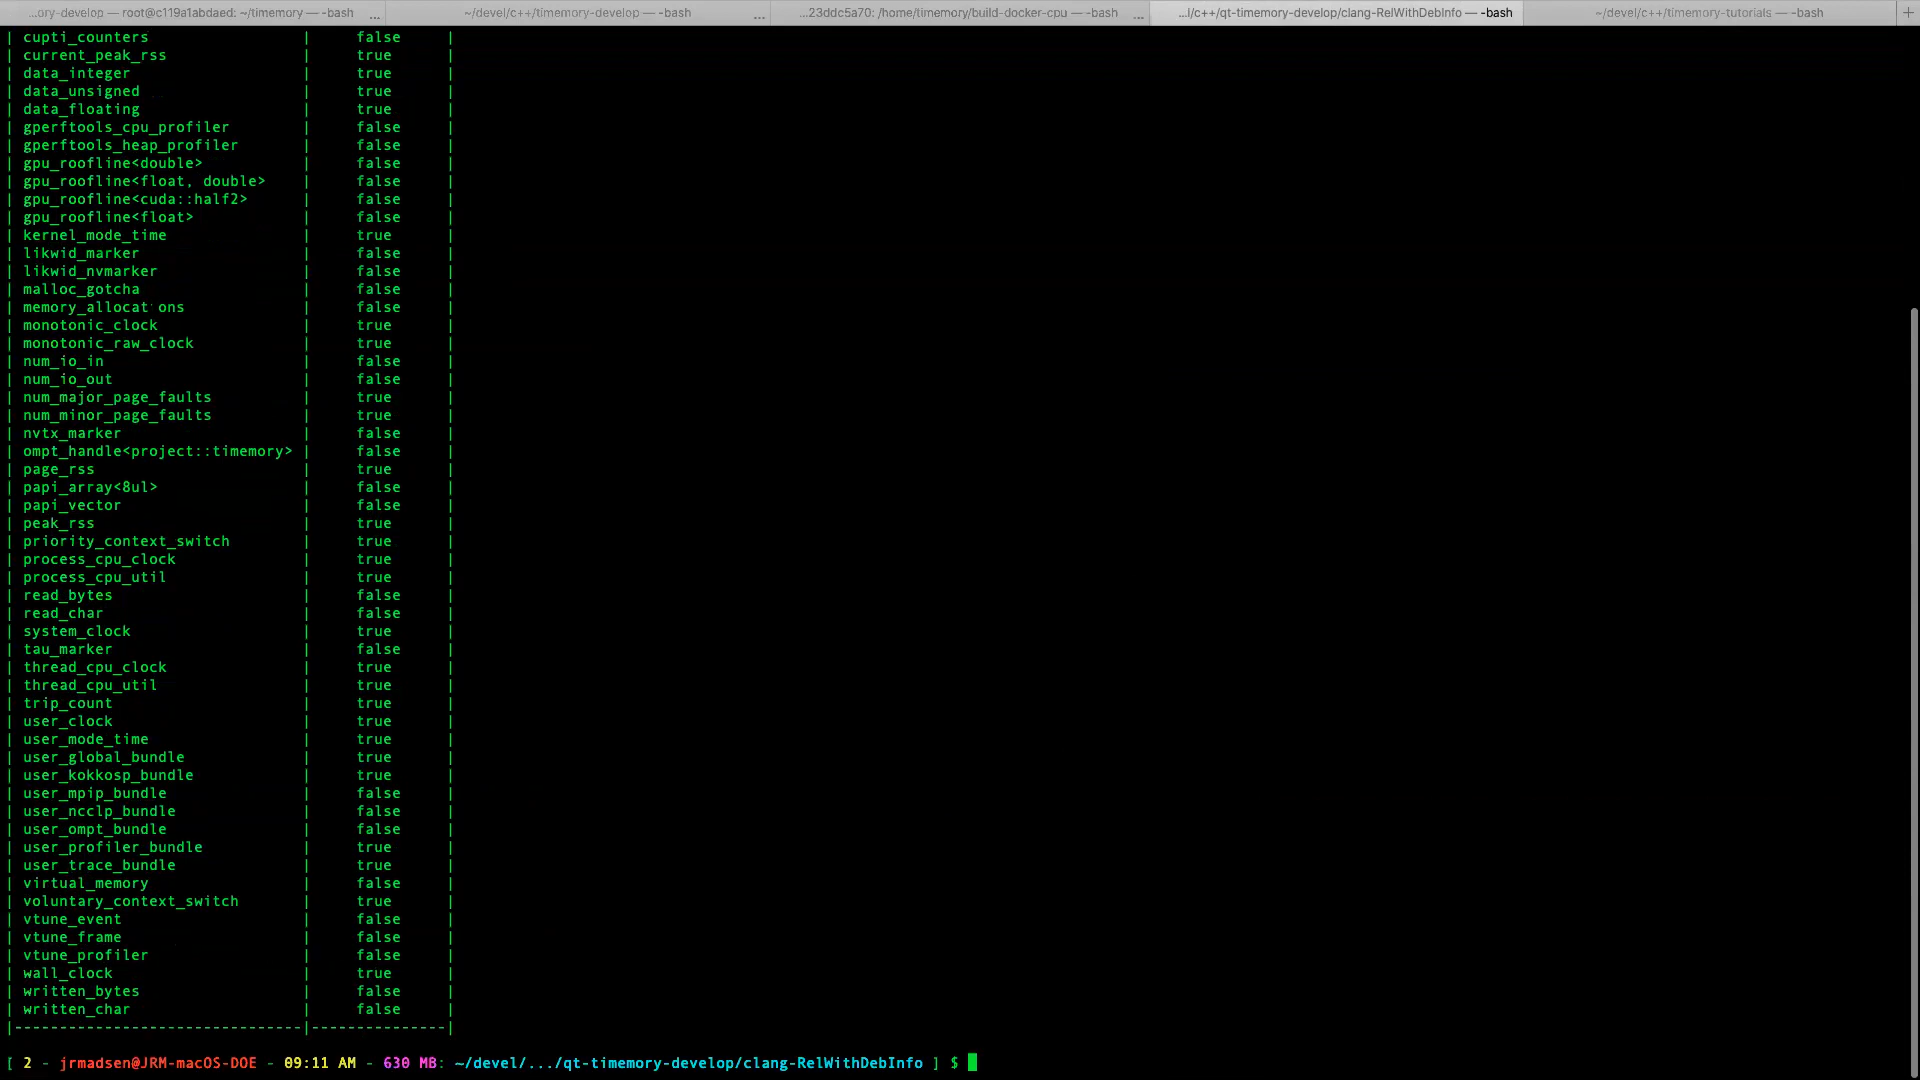 ...ory-develop — root@c119a1abdaed: ~/timemory — -bash ... ~/devel/c++/timemory-develop — -bash ... ...23ddc5a70: /home/timemory/build-docker-cpu — -bash ... ...l/c++/qt-timemory-develop/clang-RelWithDebInfo — -bash ~/devel/c++/timemory-tutorials — -bash +
| cupti_counters | false |
| current_peak_rss | true |
| data_integer | true |
| data_unsigned | true |
| data_floating | true |
| gperftools_cpu_profiler | false |
| gperftools_heap_profiler | false |
| gpu_roofline<double> | false |
| gpu_roofline<float, double> | false |
| gpu_roofline<cuda::half2> | false |
| gpu_roofline<float> | false |
| kernel_mode_time | true |
| likwid_marker | false |
| likwid_nvmarker | false |
| malloc_gotcha | false |
| memory_allocations | false |
| monotonic_clock | true |
| monotonic_raw_clock | true |
| num_io_in | false |
| num_io_out | false |
| num_major_page_faults | true |
| num_minor_page_faults | true |
| nvtx_marker | false |
| ompt_handle<project::timemory> | false |
| page_rss | true |
| papi_array<8ul> | false |
| papi_vector | false |
| peak_rss | true |
| priority_context_switch | true |
| process_cpu_clock | true |
| process_cpu_util | true |
| read_bytes | false |
| read_char | false |
| system_clock | true |
| tau_marker | false |
| thread_cpu_clock | true |
| thread_cpu_util | true |
| trip_count | true |
| user_clock | true |
| user_mode_time | true |
| user_global_bundle | true |
| user_kokkosp_bundle | true |
| user_mpip_bundle | false |
| user_ncclp_bundle | false |
| user_ompt_bundle | false |
| user_profiler_bundle | true |
| user_trace_bundle | true |
| virtual_memory | false |
| voluntary_context_switch | true |
| vtune_event | false |
| vtune_frame | false |
| vtune_profiler | false |
| wall_clock | true |
| written_bytes | false |
| written_char | false |
|--------------------------------|---------------|
[ 2 - jrmadsen@JRM-macOS-DOE - 09:11 AM - 630 MB: ~/devel/.../qt-timemory-develop/clang-RelWithDebInfo ] $